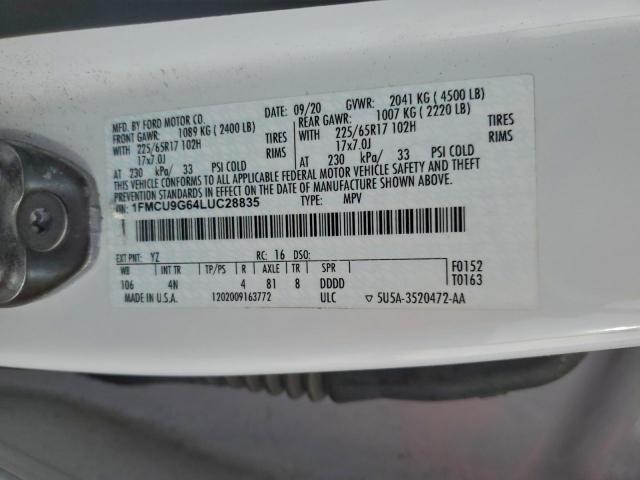 MFD. BY FORD MOTOR CO. 09/20 GVWR: 2041 KG ( 4500 LB)
FRONT GAWR: 1089 KG ( 2400 LB) REAR GAWR: 1007 KG ( 2220 LB)
WITH 225/65R17 102H TIRES WITH 225/65R17 102H TIRES
17x7.0J RIMS 17x7.0J RIMS
AT 230 kPa/ 33 PSI COLD AT 230 kPa/ 33 PSI COLD
THIS VEHICLE CONFORMS TO ALL APPLICABLE FEDERAL MOTOR VEHICLE SAFETY AND THEFT
PREVENTION STANDARDS IN EFFECT ON THE DATE OF MANUFACTURE SHOWN ABOVE.
VIN: 1FMCU9G64LUC28835 TYPE: MPV
EXT PNT: YZ RC: 16 DSO: F0152
WB INT TR TP/PS R AXLE TR SPR T0163
106 4N 4 81 8 DDDD
MADE IN U.S.A. 1202009163772 ULC ▽ 5U5A-3520472-AA